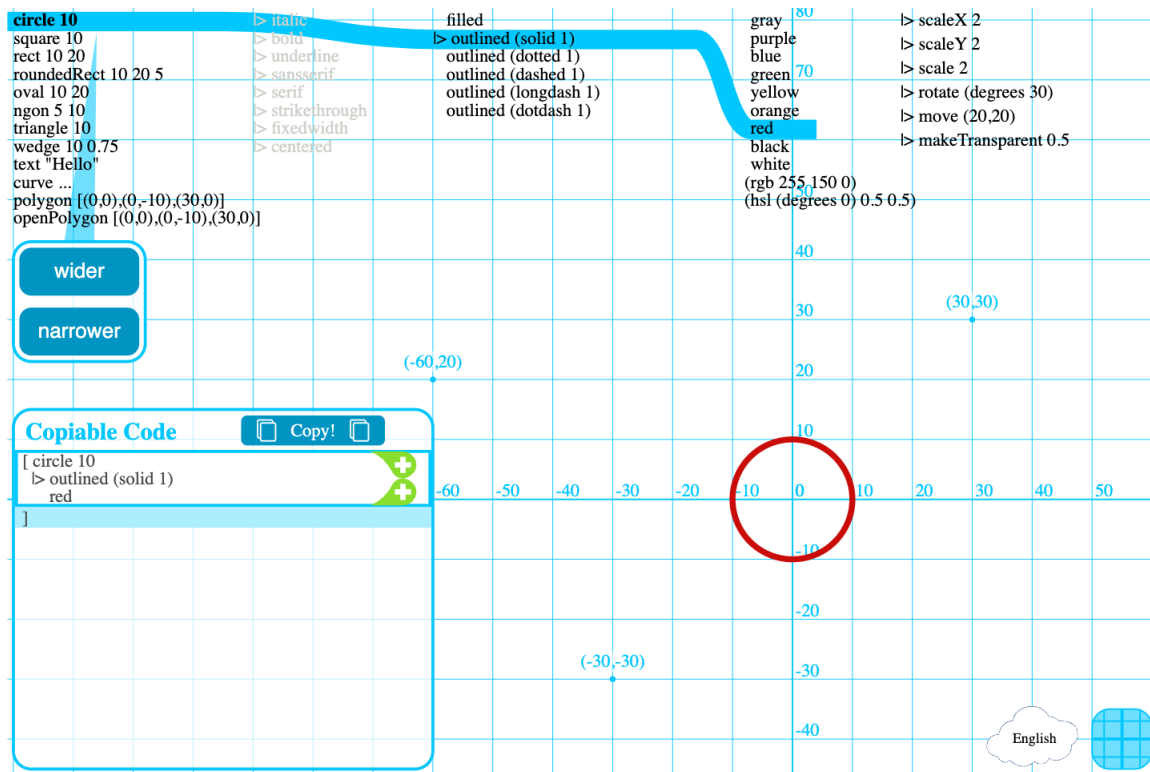 circle 10
square 10
rect 10 20
roundedRect 10 20 5
oval 10 20
ngon 5 10
triangle 10
wedge 10 0.75
text "Hello"
curve ...
polygon [(0,0),(0,-10),(30,0)]
openPolygon [(0,0),(0,-10),(30,0)]
|> italic
|> bold
|> underline
|> sansserif
|> serif
|> strikethrough
|> fixedwidth
|> centered
filled
|> outlined (solid 1)
outlined (dotted 1)
outlined (dashed 1)
outlined (longdash 1)
outlined (dotdash 1)
gray
purple
blue
green
yellow
orange
red
black
white
(rgb 255 150 0)
(hsl (degrees 0) 0.5 0.5)
|> scaleX 2
|> scaleY 2
|> scale 2
|> rotate (degrees 30)
|> move (20,20)
|> makeTransparent 0.5
wider
narrower
80
70
50
40
30
20
10
-10
-20
-30
-40
(30,30)
(-60,20)
(-30,-30)
-60 -50 -40 -30 -20 -10 0 10 20 30 40 50
Copiable Code
Copy!
[ circle 10
|> outlined (solid 1)
red
]
English